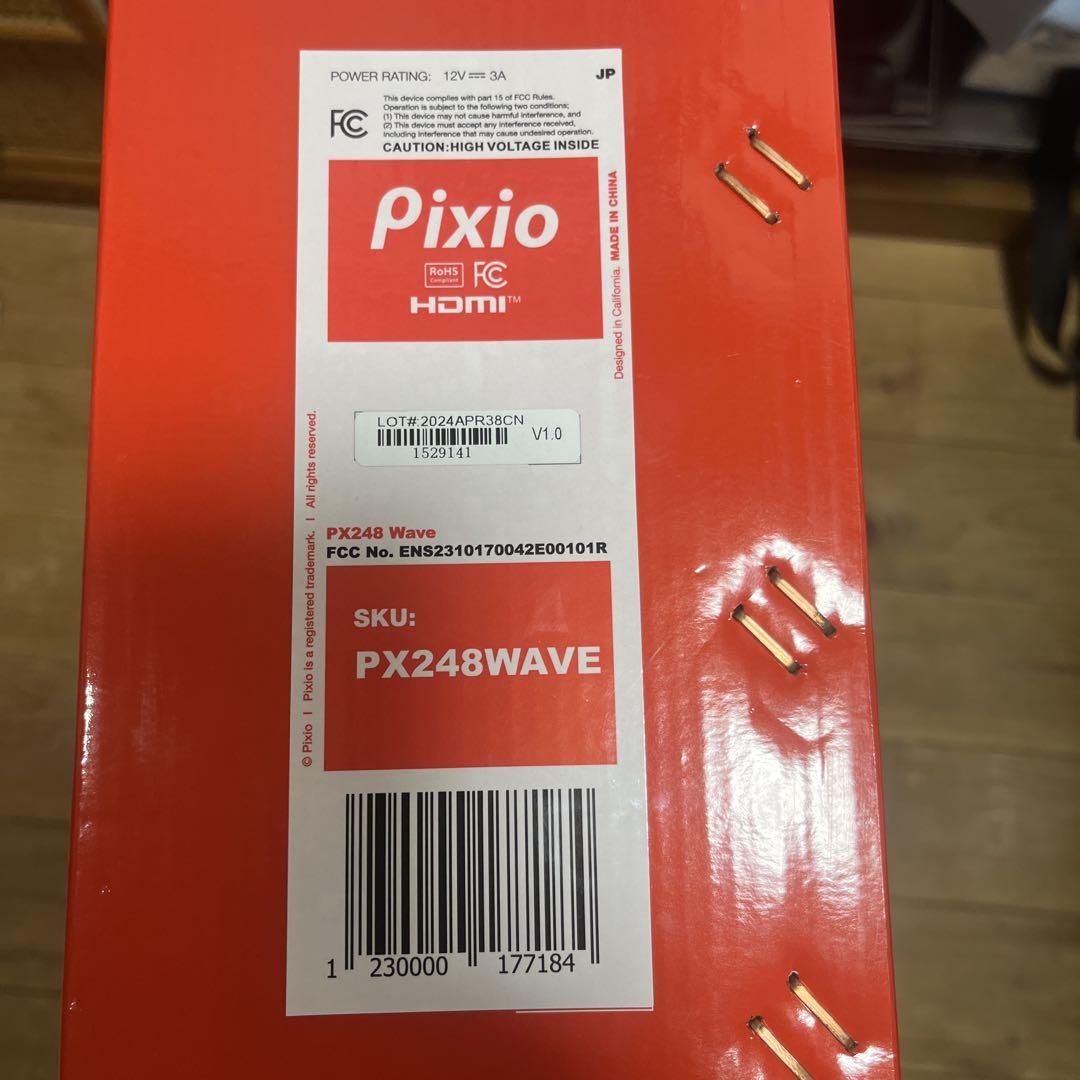 POWER RATING: 12V⎓ 3A
JP
FC
This device complies with part 15 of FCC Rules.
Operation is subject to the following two conditions;
(1) This device may not cause harmful interference, and
(2) This device must accept any interference received,
including interference that may cause undesired operation.
CAUTION:HIGH VOLTAGE INSIDE
Pixio
RoHS
Compliant
FC
HDMI™
Designed in California. MADE IN CHINA
LOT#:2024APR38CN
V1.0
1529141
© Pixio I Pixio is a registered trademark. I All rights reserved.
PX248 Wave
FCC No. ENS2310170042E00101R
SKU:
PX248WAVE
1 230000 177184